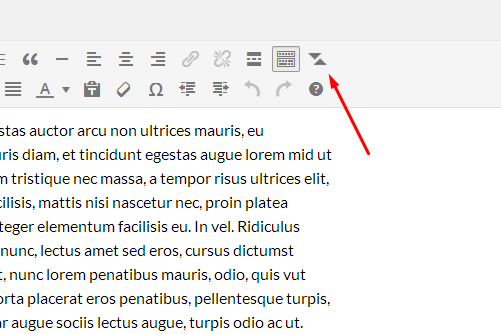 A
Ω
stas auctor arcu non ultrices mauris, eu
uris diam, et tincidunt egestas augue lorem mid ut
m tristique nec massa, a tempor risus ultrices elit,
cilisis, mattis nisi nascetur nec, proin platea
teger elementum facilisis eu. In vel. Ridiculus
nunc, lectus amet sed eros, cursus dictumst
t, nunc lorem penatibus mauris, odio, quis vut
orta placerat eros penatibus, pellentesque turpis,
ar augue sociis lectus augue, turpis odio ac ut.